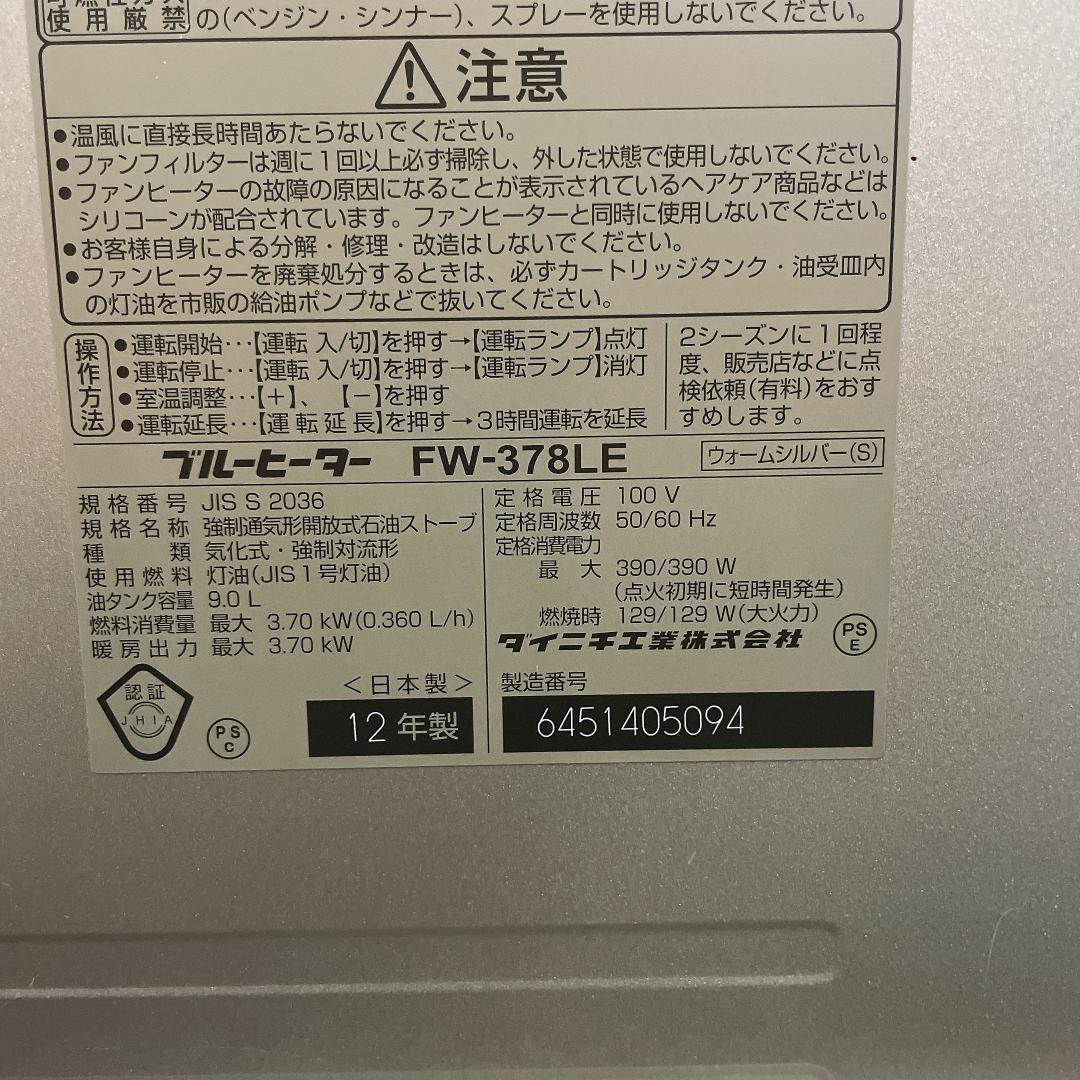 使用厳禁
の(ベンジン・シンナー)、スプレーを使用しないでください。
注意
●温風に直接長時間あたらないでください。
●ファンフィルターは週に1回以上必ず掃除し、外した状態で使用しないでください。
●ファンヒーターの故障の原因になることが表示されているヘアケア商品などは
シリコーンが配合されています。ファンヒーターと同時に使用しないでください。
●お客様自身による分解・修理・改造はしないでください。
●ファンヒーターを廃棄処分するときは、必ずカートリッジタンク・油受皿内
の灯油を市販の給油ポンプなどで抜いてください。
操作方法
●運転開始…【運転 入/切】を押す→【運転ランプ】点灯
●運転停止…【運転 入/切】を押す→【運転ランプ】消灯
●室温調整…【+】、【-】を押す
●運転延長…【運転延長】を押す→3時間運転を延長
2シーズンに1回程
度、販売店などに点
検依頼(有料)をおす
すめします。
ブルーヒーター FW-378LE ウォームシルバー(S)
規格番号 JIS S 2036
規格名称 強制通気形開放式石油ストーブ
種類 気化式・強制対流形
使用燃料 灯油(JIS1号灯油)
油タンク容量 9.0 L
燃料消費量 最大 3.70 kW(0.360 L/h)
暖房出力 最大 3.70 kW
定格電圧 100 V
定格周波数 50/60 Hz
定格消費電力
最大 390/390 W
(点火初期に短時間発生)
燃焼時 129/129 W(大火力)
ダイニチ工業株式会社
PS
E
認証
JHIA
PS
C
<日本製>
12年製
製造番号
6451405094